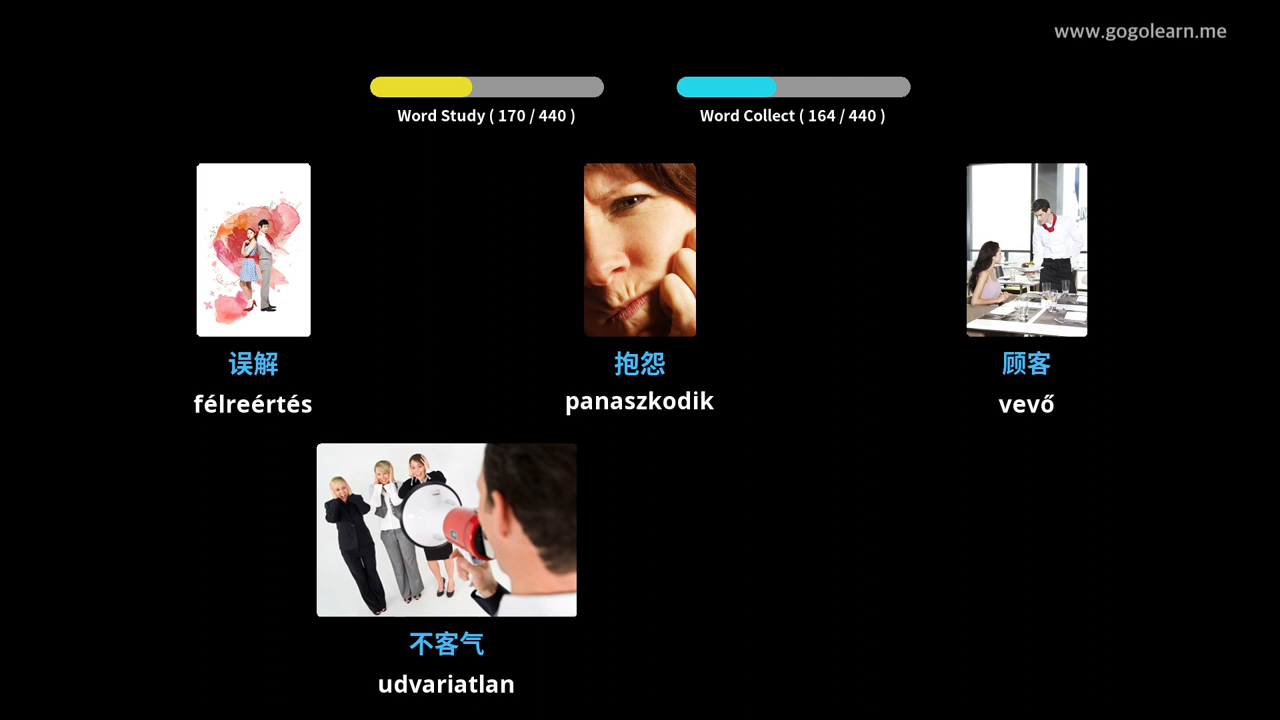 www.gogolearn.me
Word Study ( 170 / 440 )
Word Collect ( 164 / 440 )
误解
抱怨
顾客
félreértés
panaszkodik
vevő
不客气
udvariatlan